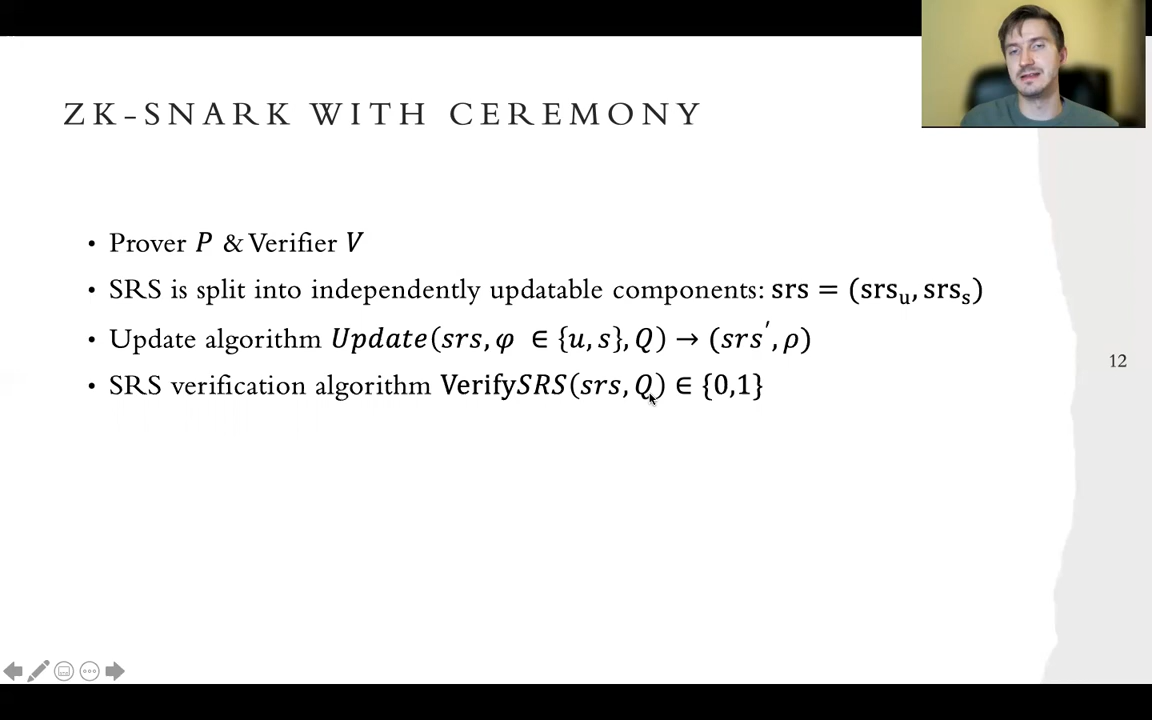 ZK-SNARK WITH CEREMONY
• Prover P & Verifier V
• SRS is split into independently updatable components: srs = (srsᵤ, srsₛ)
• Update algorithm Update(srs, φ ∈ {u, s}, Q) → (srs′, ρ)
• SRS verification algorithm VerifySRS(srs, Q) ∈ {0,1}
12